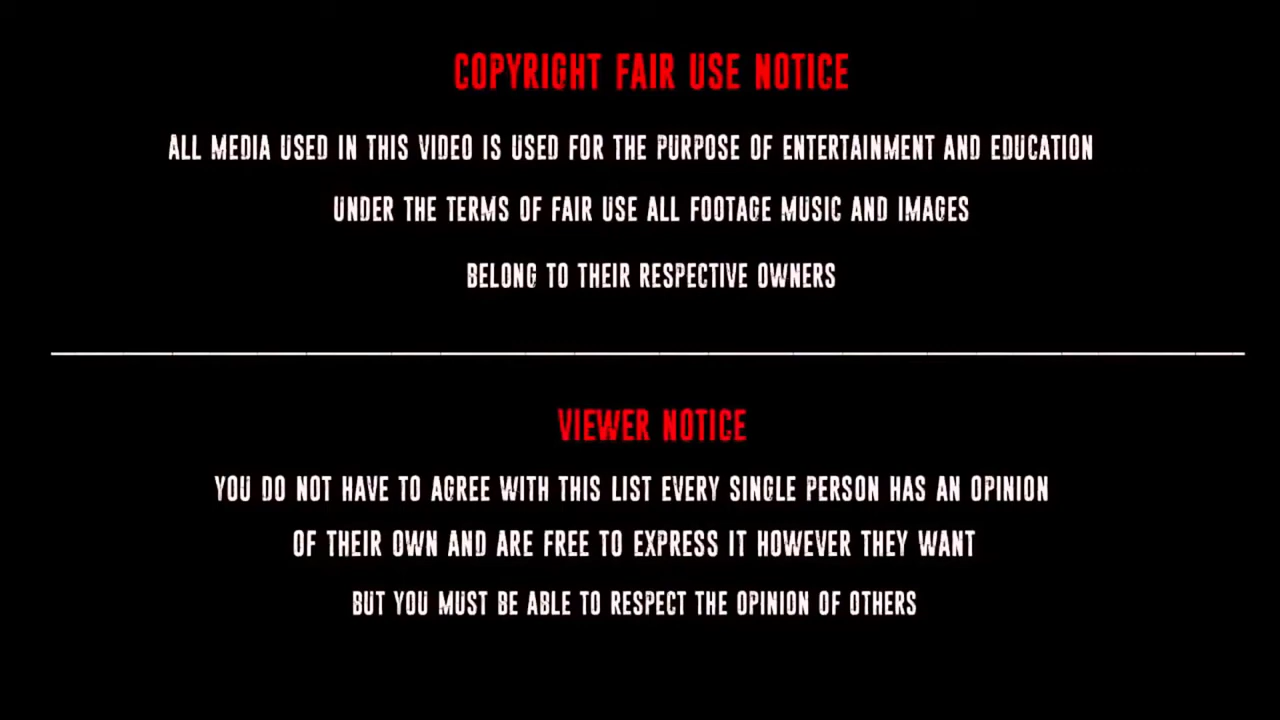 COPYRIGHT FAIR USE NOTICE
ALL MEDIA USED IN THIS VIDEO IS USED FOR THE PURPOSE OF ENTERTAINMENT AND EDUCATION
UNDER THE TERMS OF FAIR USE ALL FOOTAGE MUSIC AND IMAGES
BELONG TO THEIR RESPECTIVE OWNERS
VIEWER NOTICE
YOU DO NOT HAVE TO AGREE WITH THIS LIST EVERY SINGLE PERSON HAS AN OPINION
OF THEIR OWN AND ARE FREE TO EXPRESS IT HOWEVER THEY WANT
BUT YOU MUST BE ABLE TO RESPECT THE OPINION OF OTHERS